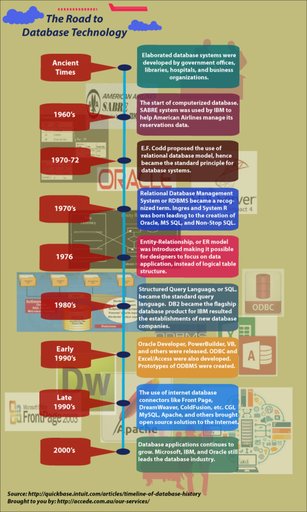 The Road to
Database Technology
Ancient
Times
Elaborated database systems were
developed by government offices,
libraries, hospitals, and business
organizations.
1960's
The start of computerized database.
SABRE system was used by IBM to
help American Airlines manage its
reservations data.
AMERICAN AI
SABRE
1970-72
E.F. Codd proposed the use of
relational database model, hence
became the standard principle for
database systems.
ORACLE
1970's
Relational Database Management
System or RDBMS became a recog-
nized term. Ingres and System R
was born leading to the creation of
Oracle, MS SQL, and Non-Stop SQL.
1976
Entity-Relationship, or ER model
was introduced making it possible
for designers to focus on data
application, instead of logical table
structure.
1980's
Structured Query Language, or SQL,
became the standard query
language. DB2 became the flagship
database product for IBM resulted
the establishments of new database
companies.
ODBC
Early
1990's
Oracle Developer, PowerBuilder, VB,
and others were released. ODBC and
Excel/Access were also developed.
Prototypes of ODBMS were created.
Dw
Late
1990's
The use of internet database
connectors like Front Page,
DreamWeaver, ColdFusion, etc. CGI,
MySQL, Apache, and others brought
open source solution to the internet.
FrontPage 2003
Apache
2000's
Database applications continues to
grow. Microsoft, IBM, and Oracle still
leads the database industry.
Source: http://quickbase.intuit.com/articles/timeline-of-database-history
Brought to you by: http://accede.com.au/our-services/